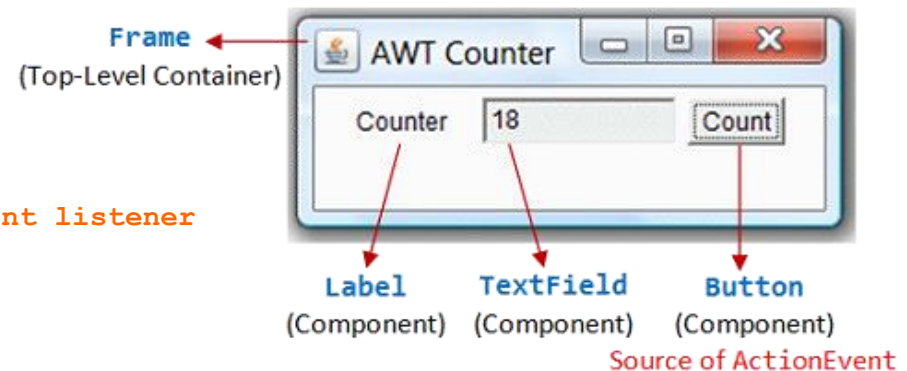 Frame
(Top-Level Container)
AWT Counter
Counter 18 Count
nt listener
Label TextField Button
(Component) (Component) (Component)
Source of ActionEvent